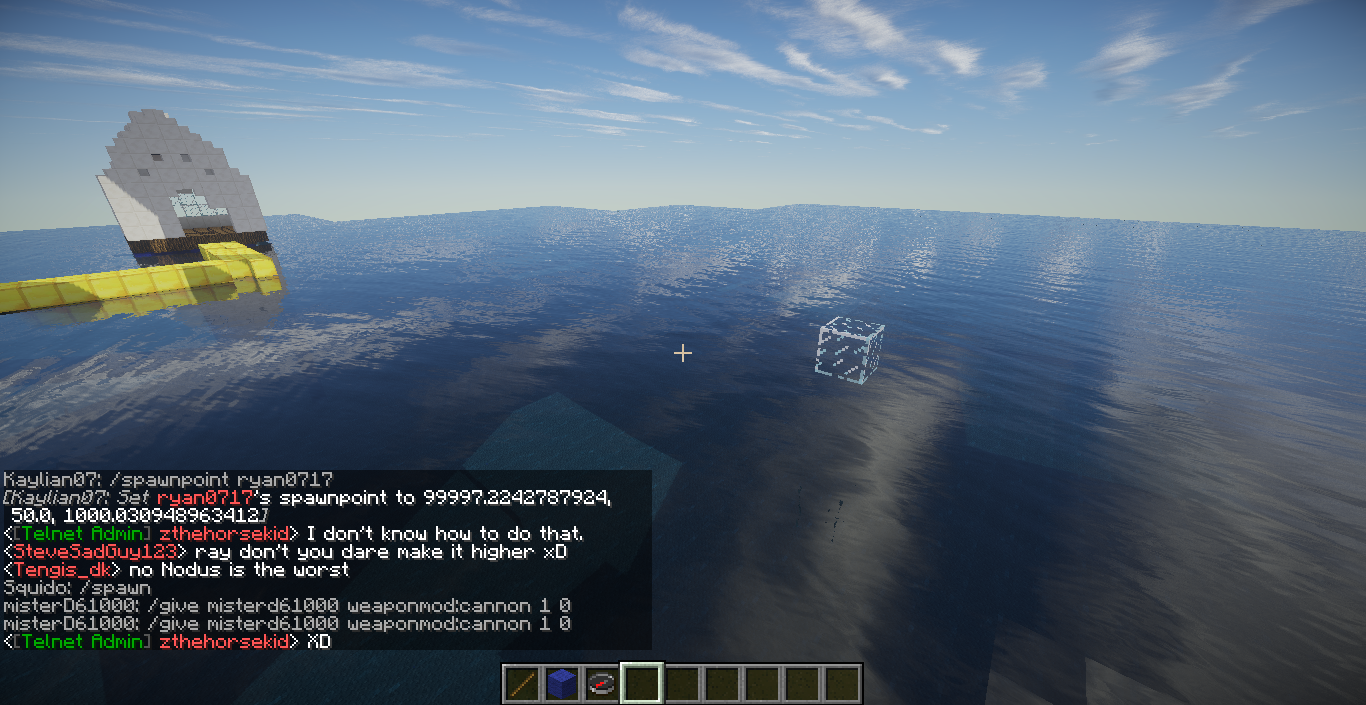 Kaylian07: /spawnpoint ryan0717
[Kaylian07: Set ryan0717's spawnpoint to 99997.2242787924,
50.0, 1000.030948963412]
<[Telnet Admin] zthehorsekid> I don't know how to do that.
<SteveSadGuy123> ray don't you dare make it higher xD
<Tengis_dk> no Nodus is the worst
Squido: /spawn
misterD61000: /give misterd61000 weaponmod:cannon 1 0
misterD61000: /give misterd61000 weaponmod:cannon 1 0
<[Telnet Admin] zthehorsekid> XD